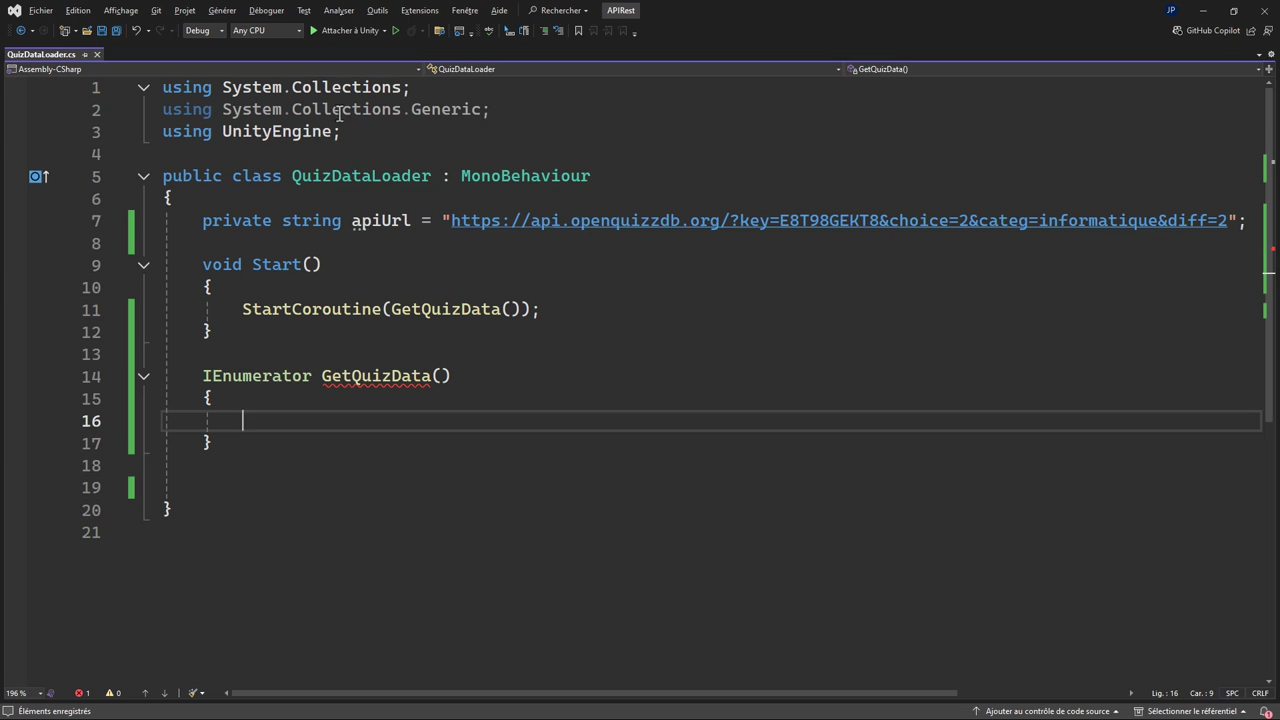 Fichier Edition Affichage Git Projet Générer Déboguer Test Analyser Outils Extensions Fenêtre Aide Rechercher APIRest JP
Debug Any CPU Attacher à Unity GitHub Copilot
QuizDataLoader.cs
Assembly-CSharp QuizDataLoader GetQuizData()
1 using System.Collections;
2 using System.Collections.Generic;
3 using UnityEngine;
4
5 public class QuizDataLoader : MonoBehaviour
6 {
7 private string apiUrl = "https://api.openquizzdb.org/?key=E8T98GEKT8&choice=2&categ=informatique&diff=2";
8
9 void Start()
10 {
11 StartCoroutine(GetQuizData());
12 }
13
14 IEnumerator GetQuizData()
15 {
16
17 }
18
19
20 }
21
196 % 1 0 Lig. : 16 Car. : 9 SPC CRLF
Éléments enregistrés Ajouter au contrôle de code source Sélectionner le référentiel 1